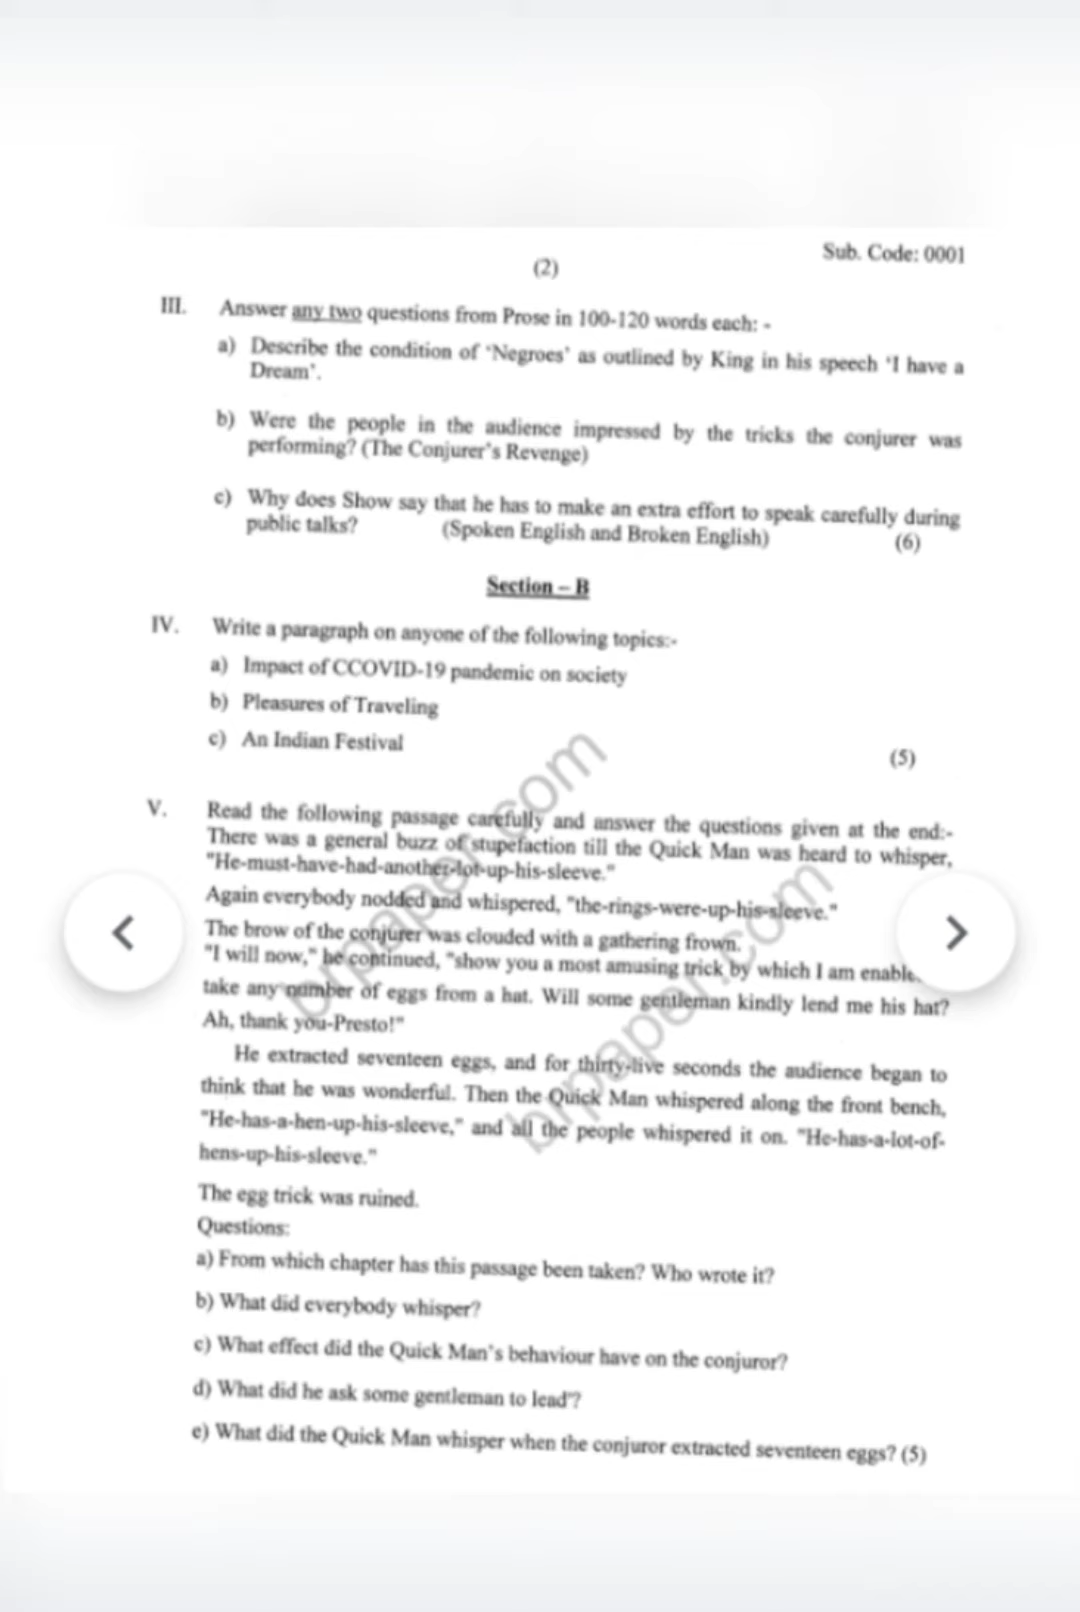 Sub. Code: 0001
(2)
III. Answer any two questions from Prose in 100-120 words each: -
a) Describe the condition of 'Negroes' as outlined by King in his speech 'I have a
Dream'.
b) Were the people in the audience impressed by the tricks the conjurer was
performing? (The Conjurer's Revenge)
c) Why does Show say that he has to make an extra effort to speak carefully during
public talks? (Spoken English and Broken English) (6)
Section – B
IV. Write a paragraph on anyone of the following topics:-
a) Impact of CCOVID-19 pandemic on society
b) Pleasures of Traveling
c) An Indian Festival
(5)
V. Read the following passage carefully and answer the questions given at the end:-
There was a general buzz of stupefaction till the Quick Man was heard to whisper,
"He-must-have-had-another-lot-up-his-sleeve."
Again everybody nodded and whispered, "the-rings-were-up-his-sleeve."
The brow of the conjurer was clouded with a gathering frown.
"I will now," he continued, "show you a most amusing trick by which I am enable
take any number of eggs from a hat. Will some gentleman kindly lend me his hat?
Ah, thank you-Presto!"
He extracted seventeen eggs, and for thirty-live seconds the audience began to
think that he was wonderful. Then the Quick Man whispered along the front bench,
"He-has-a-hen-up-his-sleeve," and all the people whispered it on. "He-has-a-lot-of-
hens-up-his-sleeve."
The egg trick was ruined.
Questions:
a) From which chapter has this passage been taken? Who wrote it?
b) What did everybody whisper?
c) What effect did the Quick Man's behaviour have on the conjuror?
d) What did he ask some gentleman to lead'?
e) What did the Quick Man whisper when the conjuror extracted seventeen eggs? (5)
brpaper.com
brpaper.com